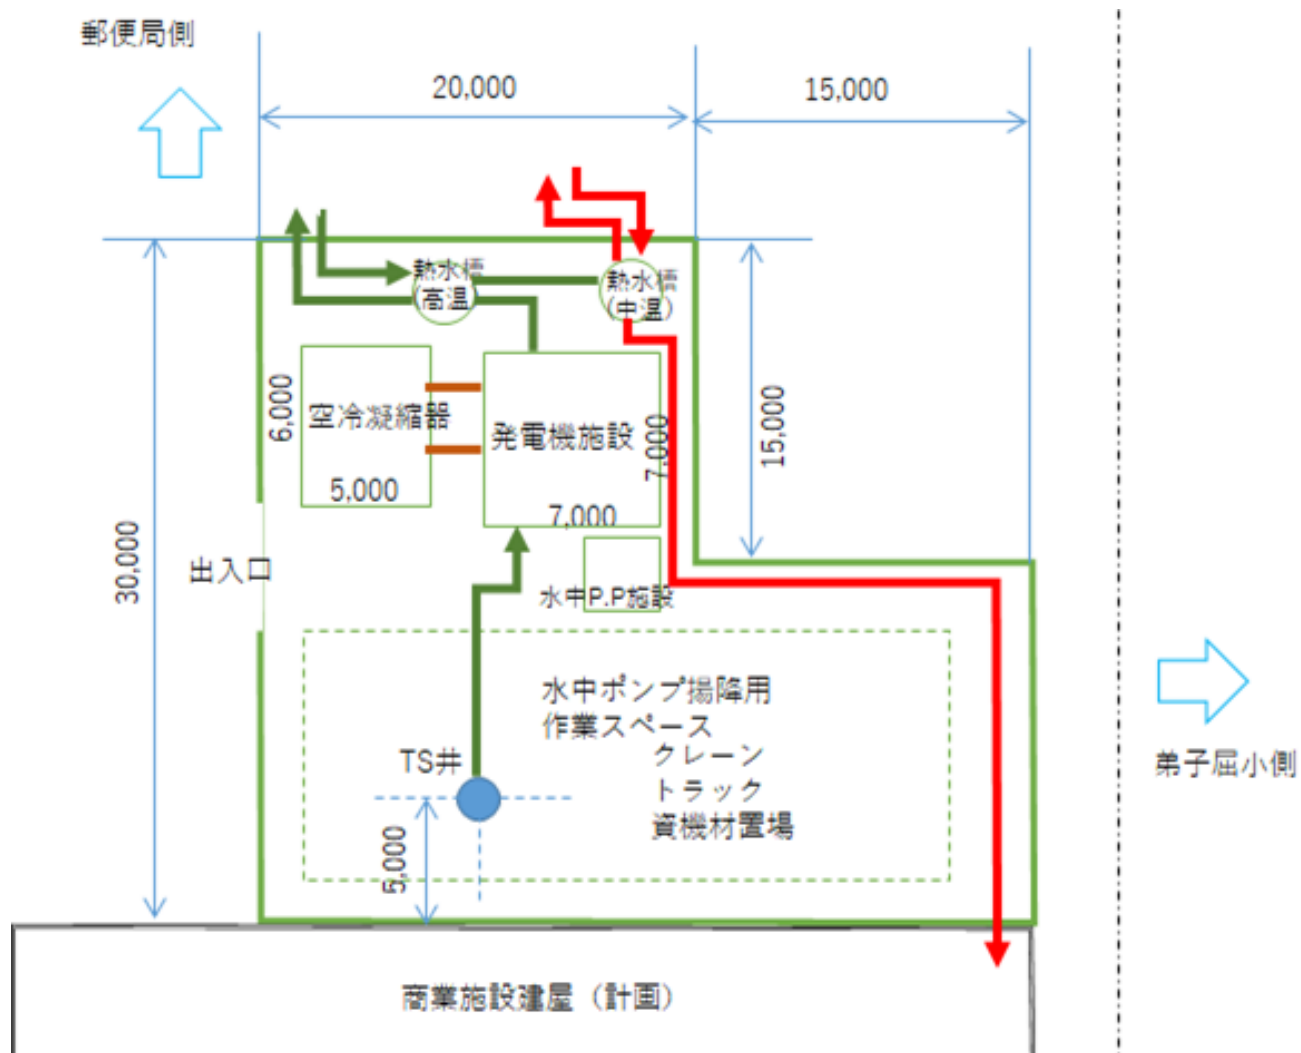 郵便局側
20,000
15,000
熱水槽
(高温)
熱水槽
(中温)
6,000
空冷凝縮器
5,000
発電機施設
7,000
7,000
15,000
30,000
出入口
水中P.P施設
水中ポンプ揚降用
作業スペース
クレーン
トラック
資機材置場
TS井
5,000
弟子屈小側
商業施設建屋（計画）